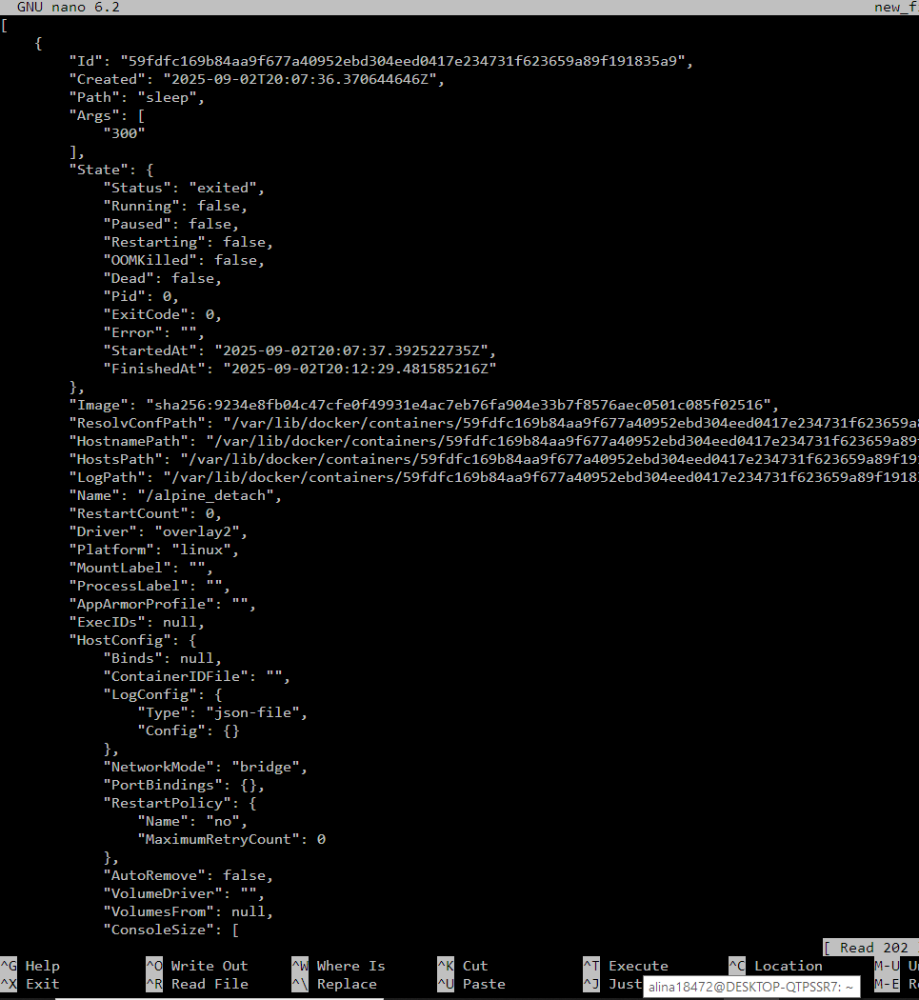 GNU nano 6.2 new_f
[
    {
        "Id": "59fdfc169b84aa9f677a40952ebd304eed0417e234731f623659a89f191835a9",
        "Created": "2025-09-02T20:07:36.370644646Z",
        "Path": "sleep",
        "Args": [
            "300"
        ],
        "State": {
            "Status": "exited",
            "Running": false,
            "Paused": false,
            "Restarting": false,
            "OOMKilled": false,
            "Dead": false,
            "Pid": 0,
            "ExitCode": 0,
            "Error": "",
            "StartedAt": "2025-09-02T20:07:37.392522735Z",
            "FinishedAt": "2025-09-02T20:12:29.481585216Z"
        },
        "Image": "sha256:9234e8fb04c47cfe0f49931e4ac7eb76fa904e33b7f8576aec0501c085f02516",
        "ResolvConfPath": "/var/lib/docker/containers/59fdfc169b84aa9f677a40952ebd304eed0417e234731f623659a8
        "HostnamePath": "/var/lib/docker/containers/59fdfc169b84aa9f677a40952ebd304eed0417e234731f623659a89f
        "HostsPath": "/var/lib/docker/containers/59fdfc169b84aa9f677a40952ebd304eed0417e234731f623659a89f191
        "LogPath": "/var/lib/docker/containers/59fdfc169b84aa9f677a40952ebd304eed0417e234731f623659a89f19183
        "Name": "/alpine_detach",
        "RestartCount": 0,
        "Driver": "overlay2",
        "Platform": "linux",
        "MountLabel": "",
        "ProcessLabel": "",
        "AppArmorProfile": "",
        "ExecIDs": null,
        "HostConfig": {
            "Binds": null,
            "ContainerIDFile": "",
            "LogConfig": {
                "Type": "json-file",
                "Config": {}
            },
            "NetworkMode": "bridge",
            "PortBindings": {},
            "RestartPolicy": {
                "Name": "no",
                "MaximumRetryCount": 0
            },
            "AutoRemove": false,
            "VolumeDriver": "",
            "VolumesFrom": null,
            "ConsoleSize": [
[ Read 202
^G Help ^O Write Out ^W Where Is ^K Cut ^T Execute ^C Location M-U
^X Exit ^R Read File ^\ Replace ^U Paste ^J Just M-E
alina18472@DESKTOP-QTPSSR7: ~